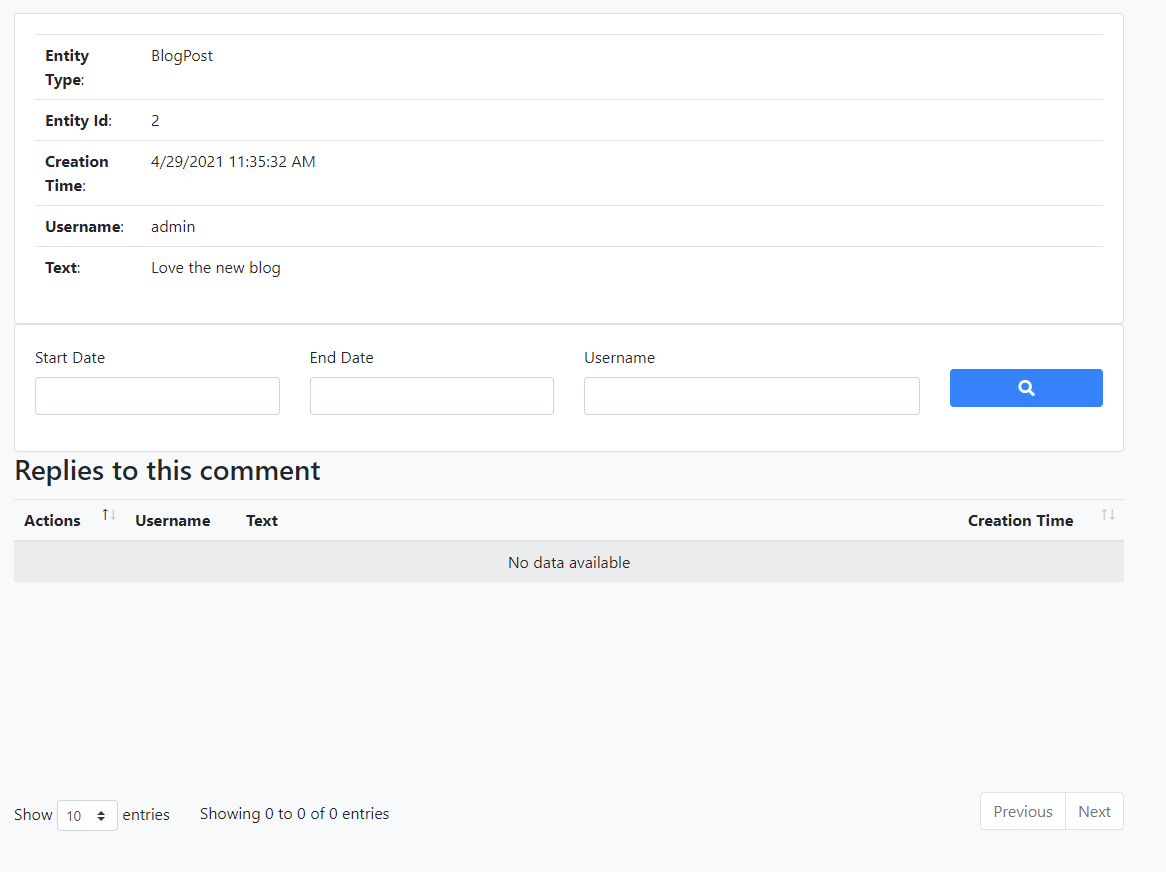 Entity Type: BlogPost
Entity Id: 2
Creation Time: 4/29/2021 11:35:32 AM
Username: admin
Text: Love the new blog
Start Date End Date Username
Replies to this comment
Actions Username Text Creation Time
No data available
Show 10 entries Showing 0 to 0 of 0 entries Previous Next